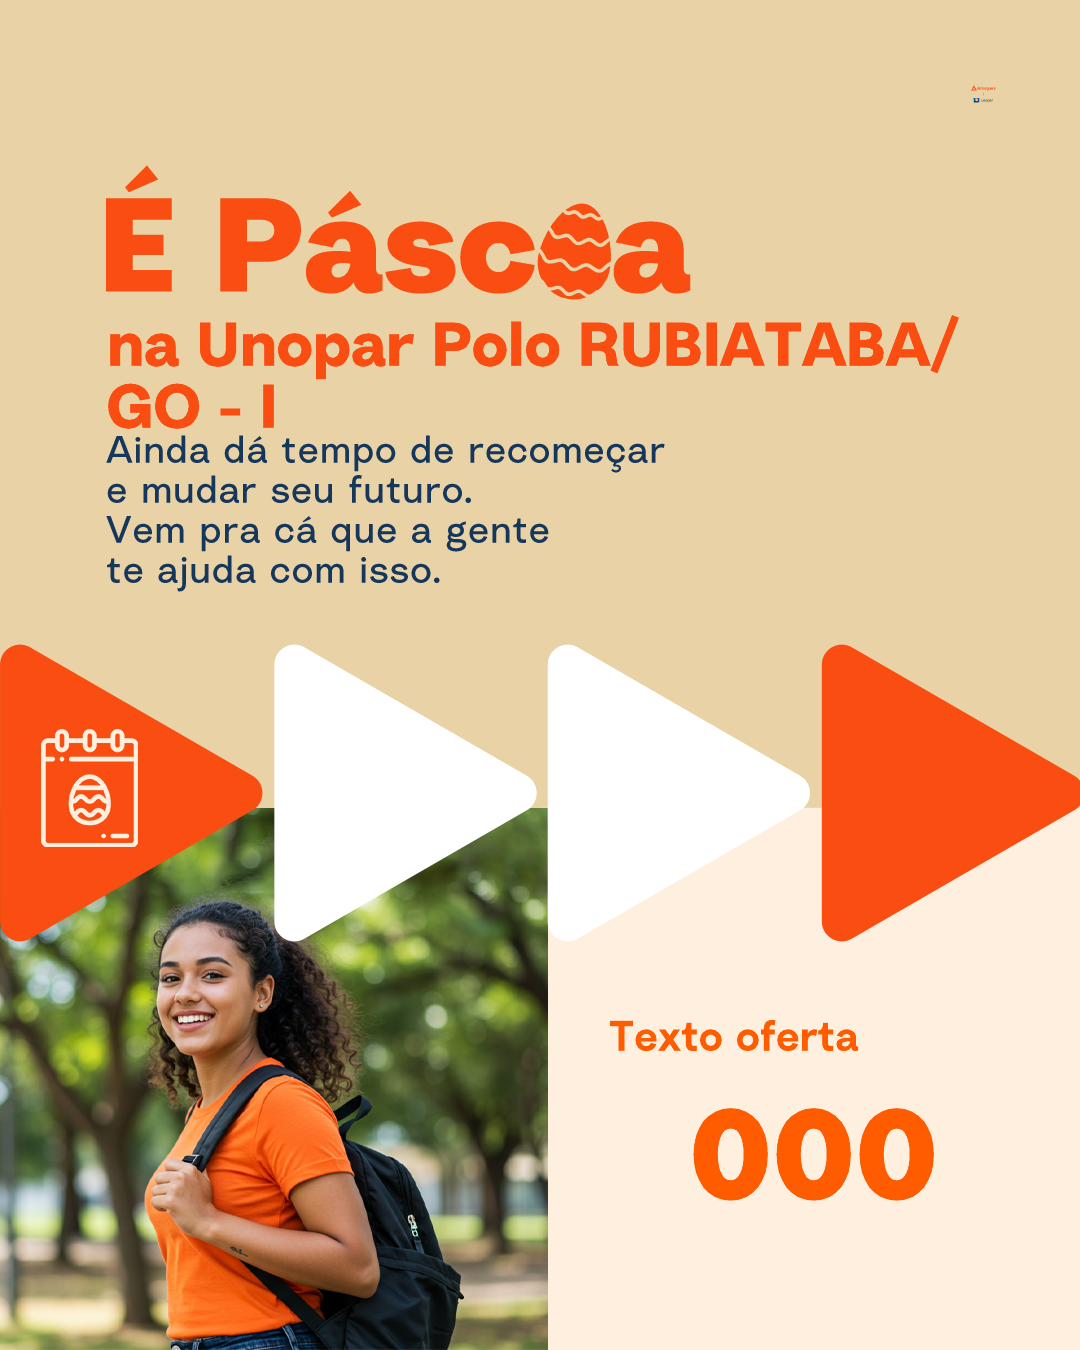 É Páscoa
na Unopar Polo RUBIATABA/
GO - I
Ainda dá tempo de recomeçar
e mudar seu futuro.
Vem pra cá que a gente
te ajuda com isso.
Texto oferta
000